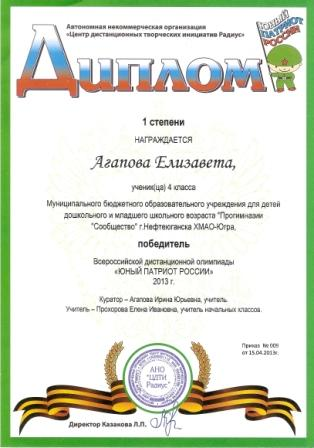 Автономная некоммерческая организация
«Центр дистанционных творческих инициатив Радиус»
ЮНЫЙ
ПАТРИОТ
РОССИИ
Диплом
1 степени
НАГРАЖДАЕТСЯ
Агапова Елизавета,
ученик(ца) 4 класса
Муниципального бюджетного образовательного учреждения для детей
дошкольного и младшего школьного возраста "Прогимназии
"Сообщество" г.Нефтеюганска ХМАО-Югра,
победитель
Всероссийской дистанционной олимпиады
«ЮНЫЙ ПАТРИОТ РОССИИ»
2013 г.
Куратор – Агапова Ирина Юрьевна, учитель.
Учитель – Прохорова Елена Ивановна, учитель начальных классов.
Приказ № 009
от 15.04.2013г.
АНО
"ЦДТИ
Радиус"
Директор Казакова Л.П.